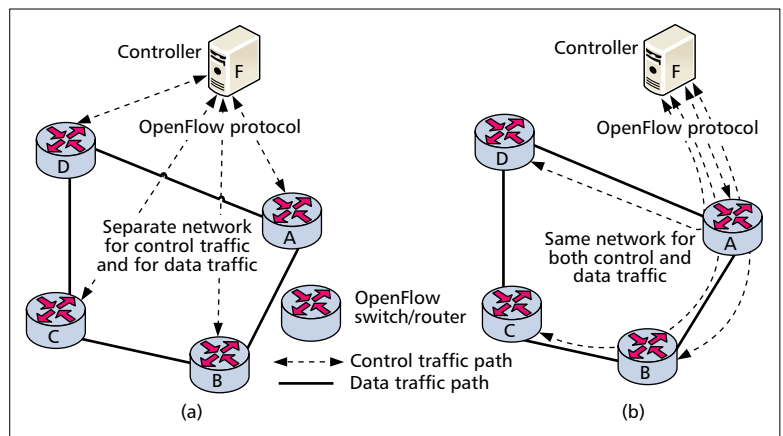 Controller
F
OpenFlow protocol
D
A
Separate network
for control traffic
and for data traffic
C
B
OpenFlow
switch/router
Control traffic path
Data traffic path
(a)
Controller
F
OpenFlow protocol
D
A
Same network for
both control and
data traffic
C
B
(b)